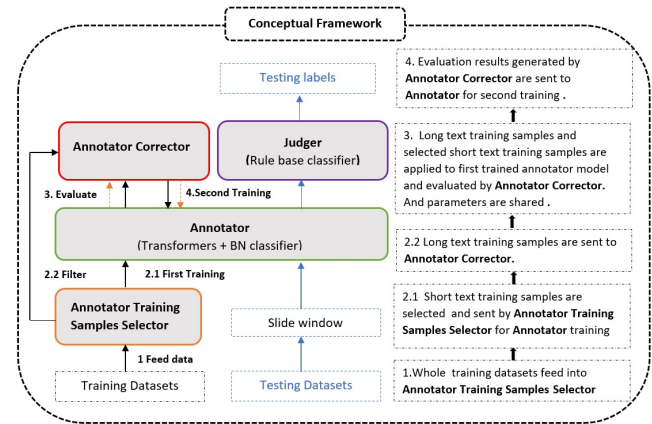 Conceptual Framework
Testing labels
Annotator Corrector
Judger
(Rule base classifier)
3. Evaluate
4.Second Training
Annotator
(Transformers + BN classifier)
2.2 Filter
2.1 First Training
Annotator Training
Samples Selector
Slide window
1 Feed data
Training Datasets
Testing Datasets
4. Evaluation results generated by
Annotator Corrector are sent to
Annotator for second training .
3. Long text training samples and
selected short text training samples are
applied to first trained annotator model
and evaluated by Annotator Corrector.
And parameters are shared .
2.2 Long text training samples are sent to
Annotator Corrector.
2.1 Short text training samples are
selected and sent by Annotator Training
Samples Selector for Annotator training
1.Whole training datasets feed into
Annotator Training Samples Selector